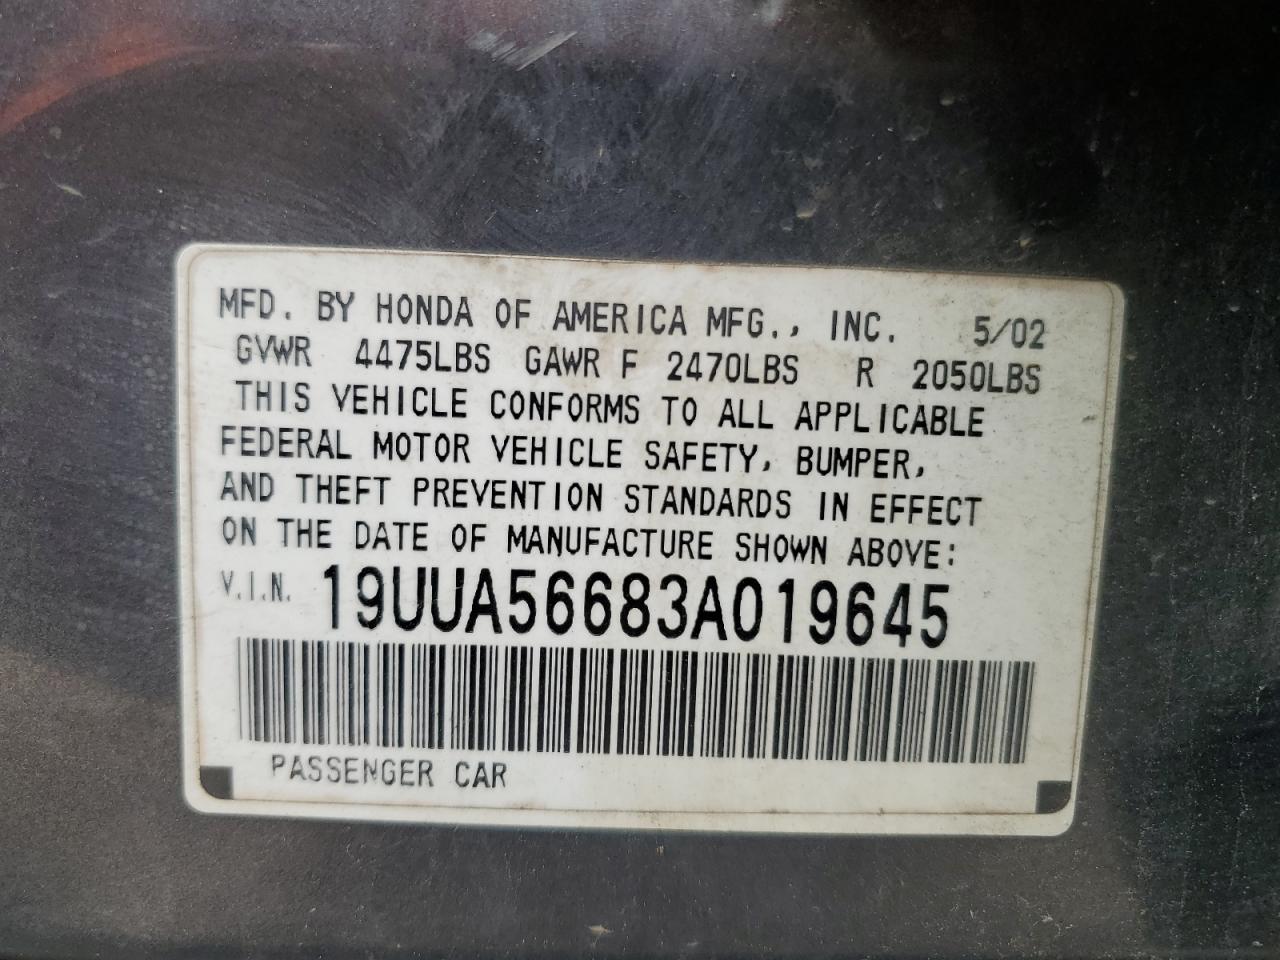 MFD. BY HONDA OF AMERICA MFG., INC. 5/02
GVWR 4475LBS GAWR F 2470LBS R 2050LBS
THIS VEHICLE CONFORMS TO ALL APPLICABLE
FEDERAL MOTOR VEHICLE SAFETY, BUMPER,
AND THEFT PREVENTION STANDARDS IN EFFECT
ON THE DATE OF MANUFACTURE SHOWN ABOVE:
V.I.N. 19UUA56683A019645
PASSENGER CAR